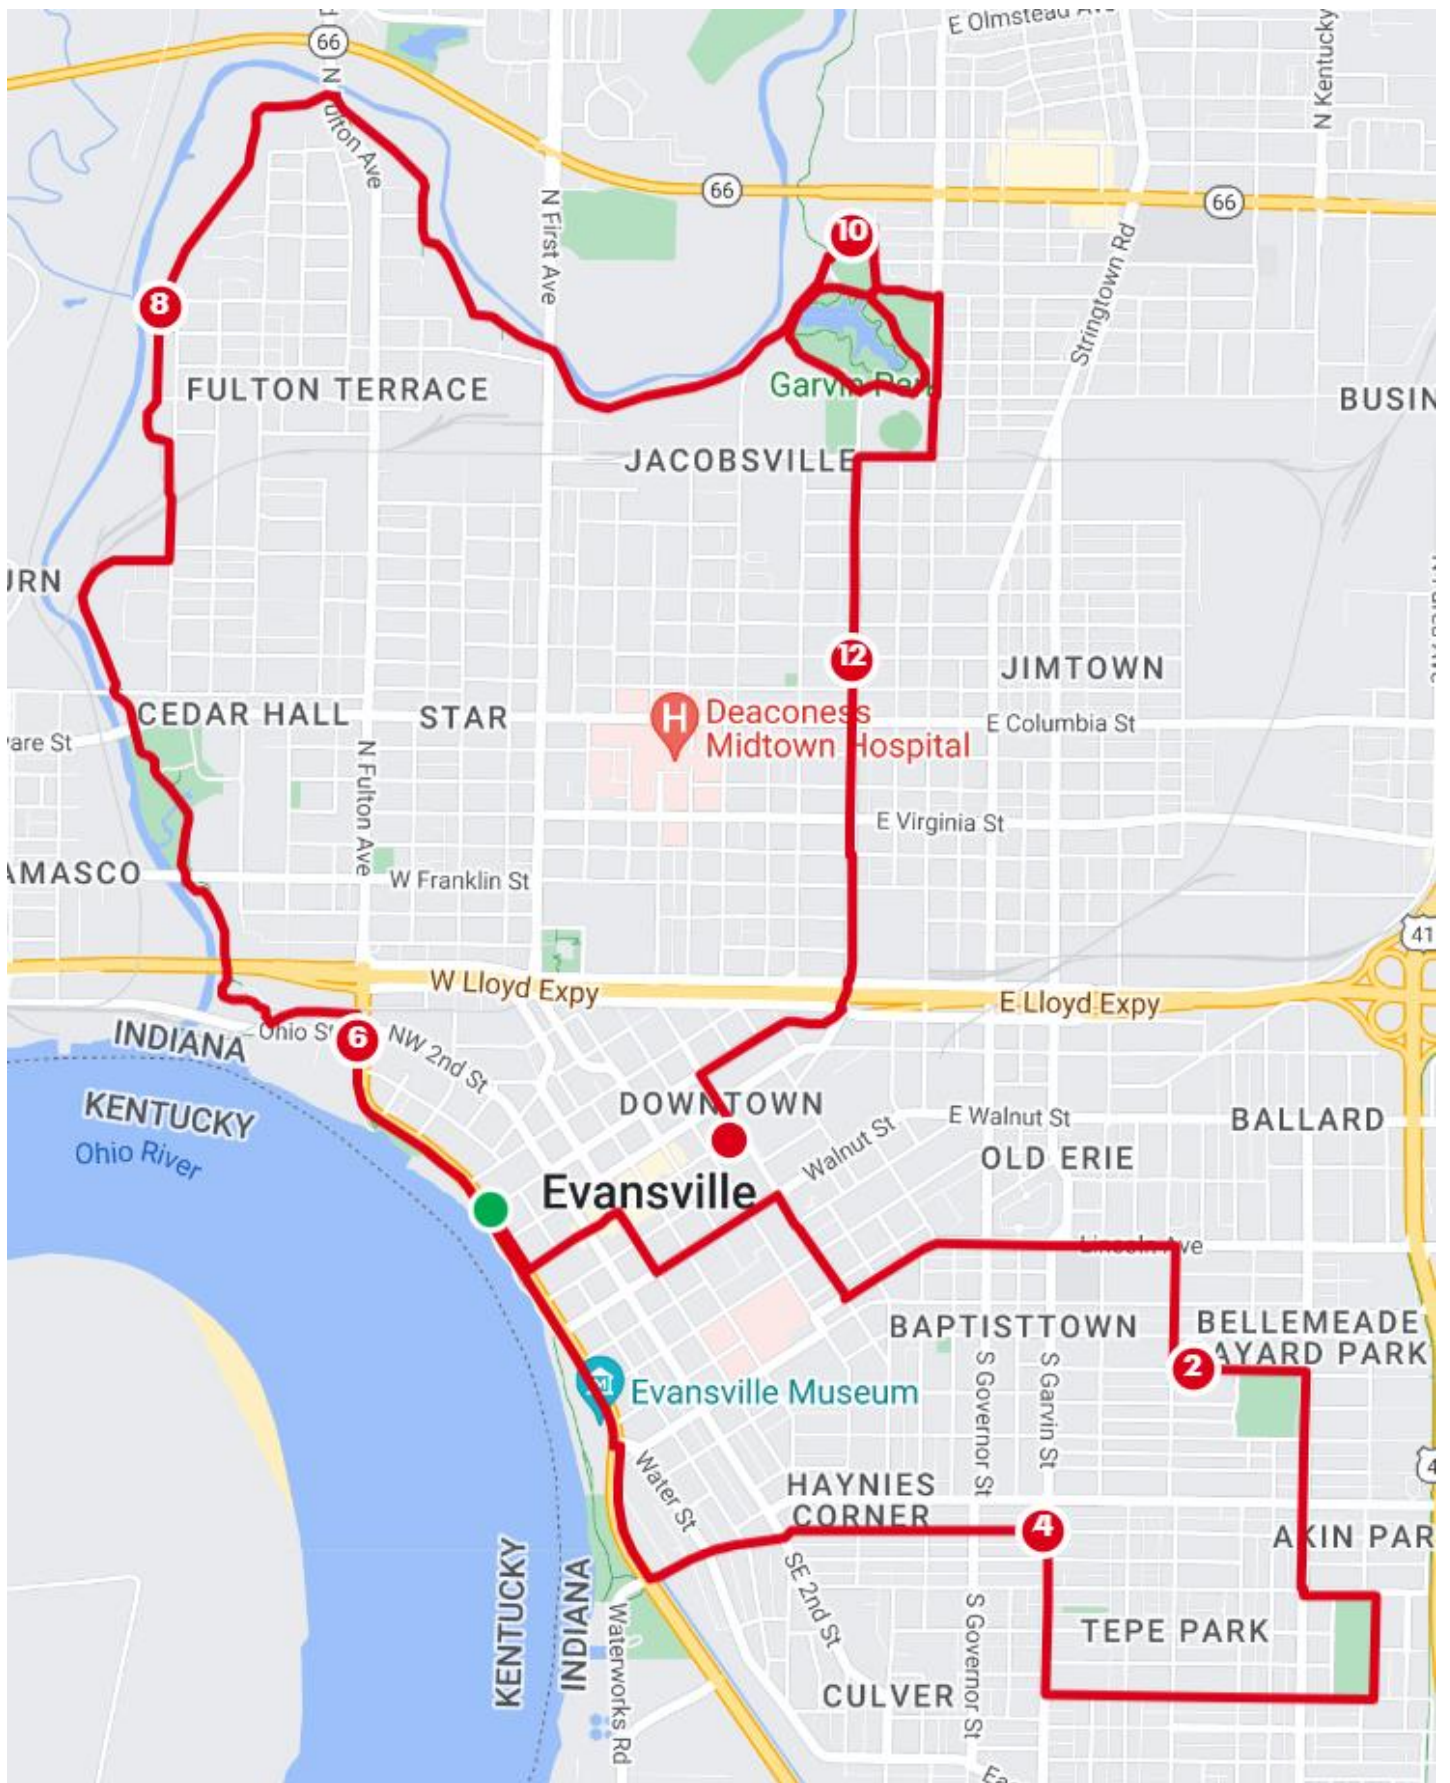 66
E Olmstead Ave
N Kentucky
N Fulton Ave
N First Ave
66
66
10
Stringtown Rd
8
FULTON TERRACE
Garvin Park
BUSIN
JACOBSVILLE
URN
12
JIMTOWN
CEDAR HALL
STAR
H
Deaconess
Midtown Hospital
E Columbia St
are St
N Fulton Ave
E Virginia St
AMASCO
W Franklin St
41
W Lloyd Expy
E Lloyd Expy
INDIANA
Ohio St
6
NW 2nd St
KENTUCKY
Ohio River
DOWNTOWN
E Walnut St
BALLARD
Walnut St
OLD ERIE
Evansville
Lincoln Ave
BAPTISTTOWN
BELLEMEADE
AYARD PARK
2
M
Evansville Museum
S Governor St
S Garvin St
4
Water St
HAYNIES
CORNER
4
AKIN PAR
KENTUCKY
INDIANA
SE 2nd St
S Governor St
TEPE PARK
Waterworks Rd
CULVER
Ea